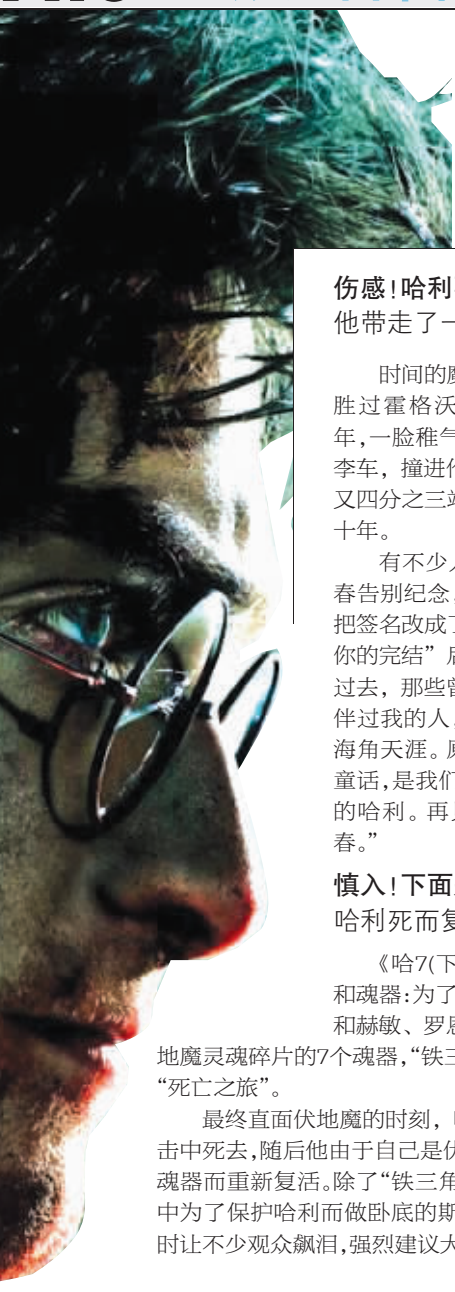 伤感!哈利
他带走了一
时间的魔
胜过霍格沃
年,一脸稚气
李车,撞进
又四分之三站
十年。
有不少人
春告别纪念,
把签名改成了
你的完结”后
过去,那些曾
伴过我的人,
海角天涯。原
童话,是我们
的哈利。再见
春。”
慎入!下面
哈利死而复
《哈7(下
和魂器:为了
和赫敏、罗恩
地魔灵魂碎片的7个魂器,“铁三
“死亡之旅”。
最终直面伏地魔的时刻,
击中死去,随后他由于自己是伏
魂器而重新复活。除了“铁三角
中为了保护哈利而做卧底的斯
时让不少观众飙泪,强烈建议大